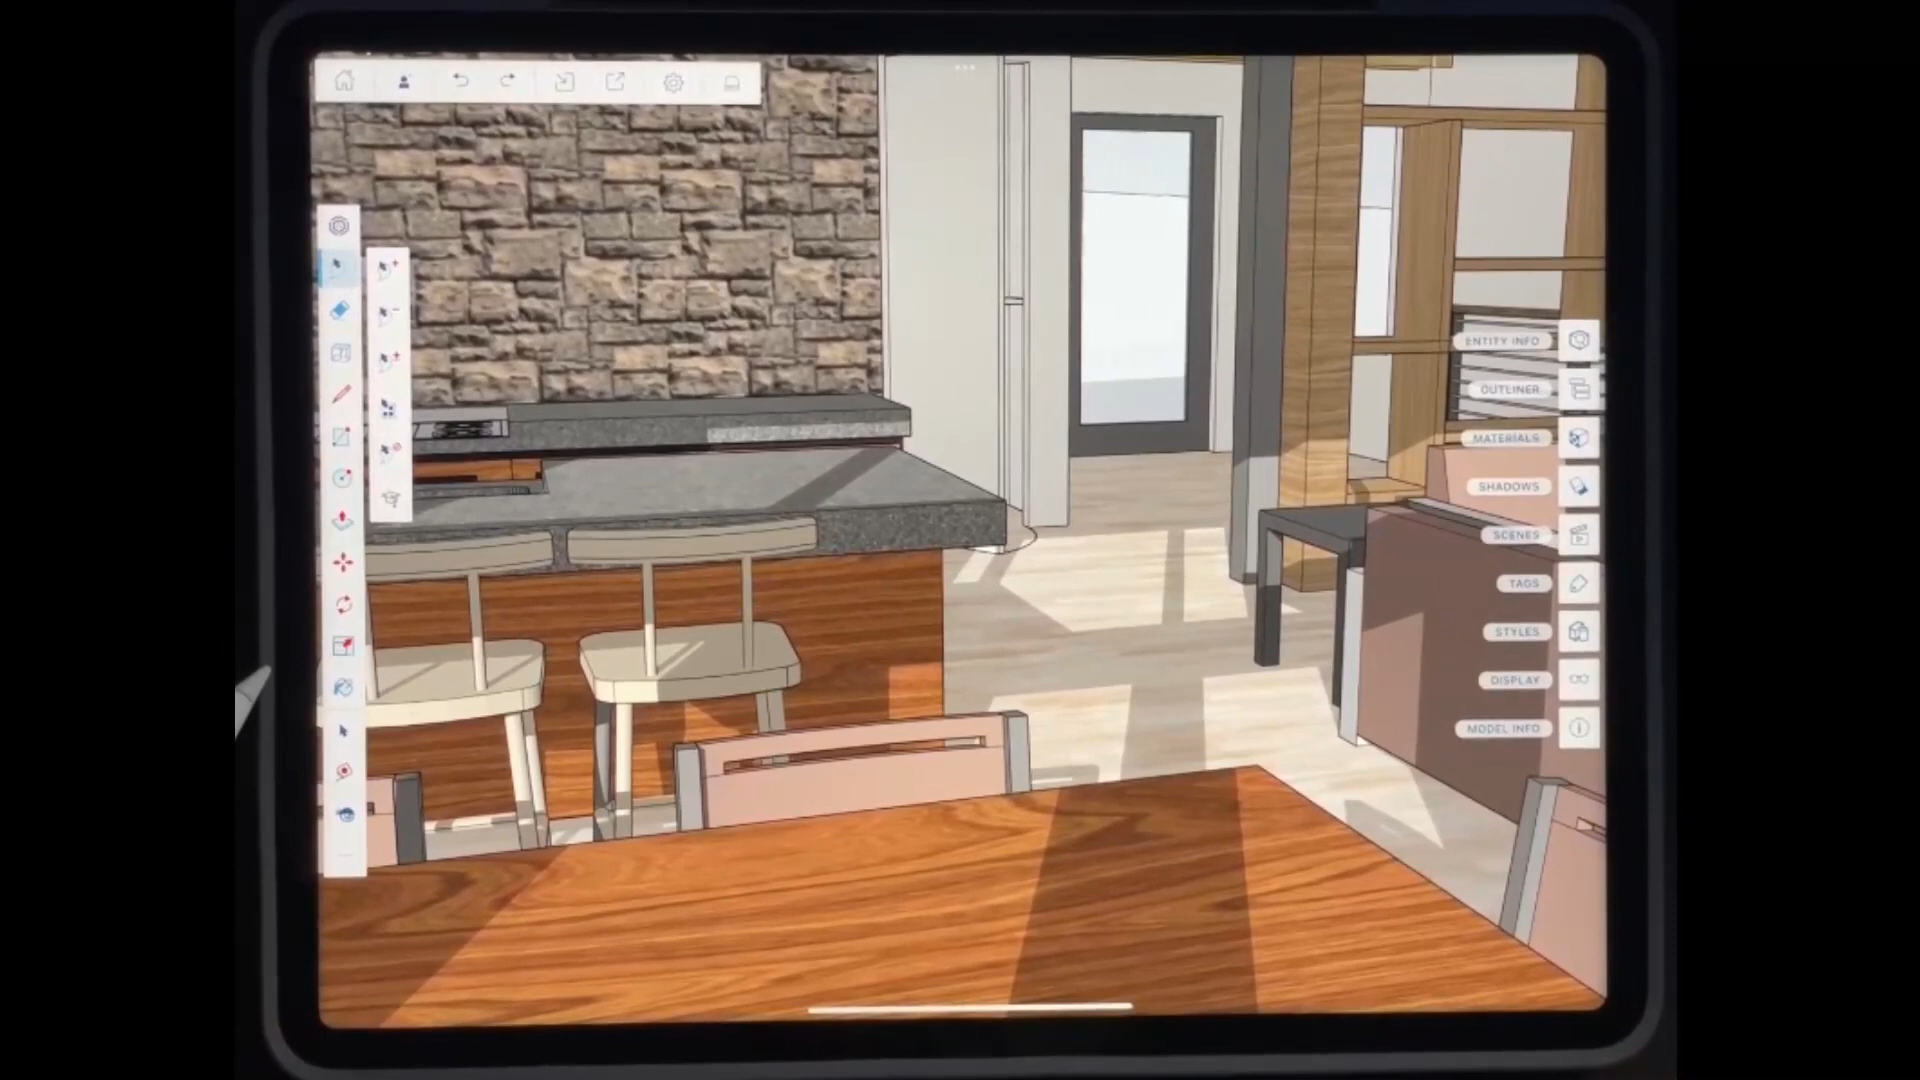 ENTITY INFO
OUTLINER
MATERIALS
SHADOWS
SCENES
TAGS
STYLES
DISPLAY
MODEL INFO